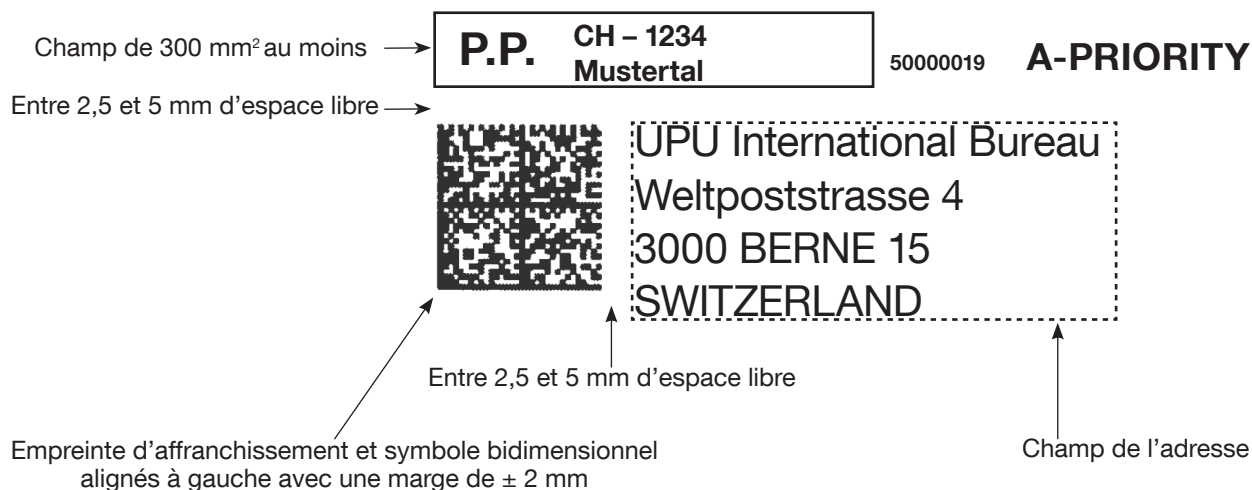 Champ de 300 mm² au moins
P.P.
CH – 1234
Mustertal
50000019
A-PRIORITY
Entre 2,5 et 5 mm d’espace libre
UPU International Bureau
Weltpoststrasse 4
3000 BERNE 15
SWITZERLAND
Entre 2,5 et 5 mm d’espace libre
Empreinte d’affranchissement et symbole bidimensionnel
alignés à gauche avec une marge de ± 2 mm
Champ de l’adresse